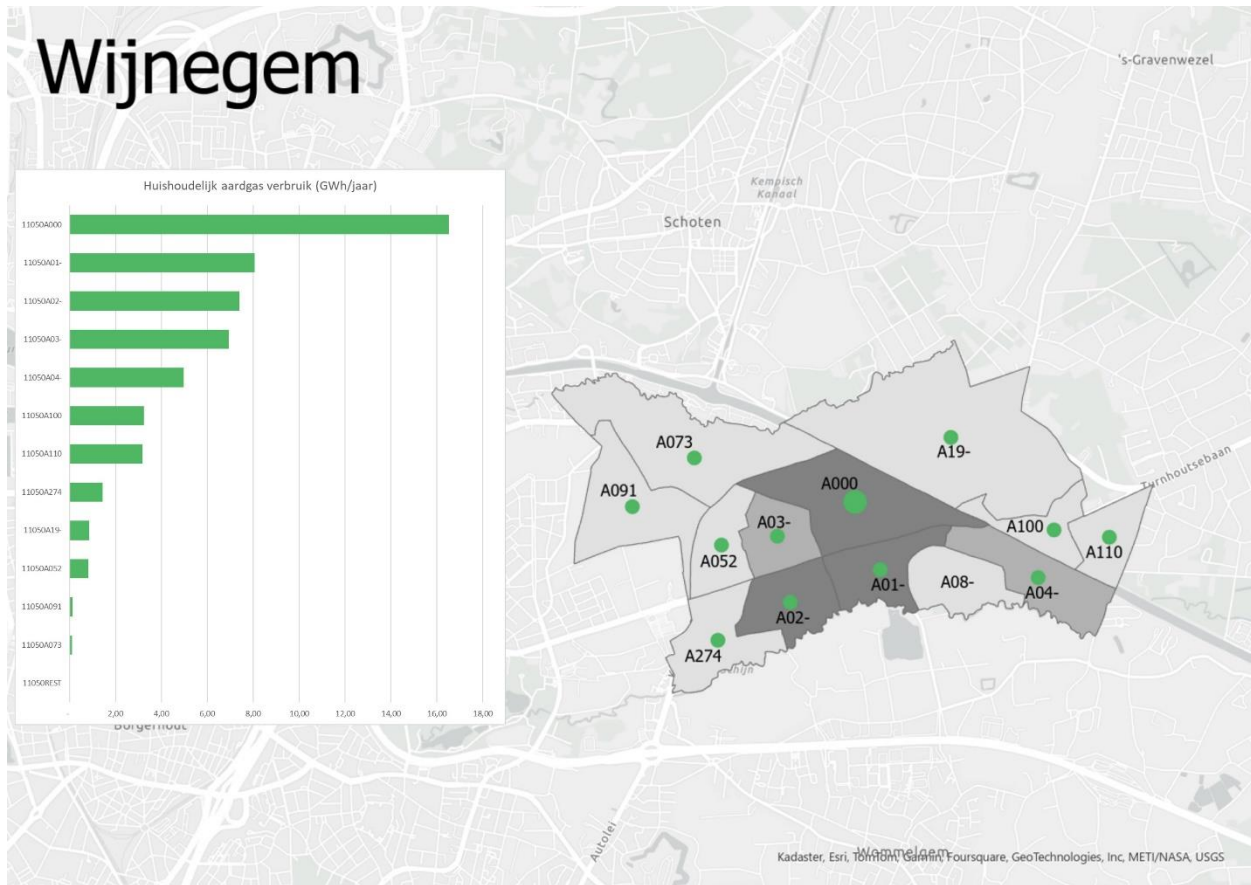 Wijnegem
's-Gravenwezel
Kempisch
Kanaal
Schoten
Turnhoutsebaan
Huishoudelijk aardgas verbruik (GWh/jaar)
11050A000
11050A01-
11050A02-
11050A03-
11050A04-
11050A100
11050A110
11050A274
11050A19-
11050A052
11050A091
11050A073
11050REST
- 2,00 4,00 6,00 8,00 10,00 12,00 14,00 16,00 18,00
A073
A19-
A091
A000
A03-
A100
A052
A110
A01-
A08-
A04-
A02-
A274
Borgerhout
Autolei
Wommelgem
Kadaster, Esri, TomTom, Garmin, Foursquare, GeoTechnologies, Inc, METI/NASA, USGS